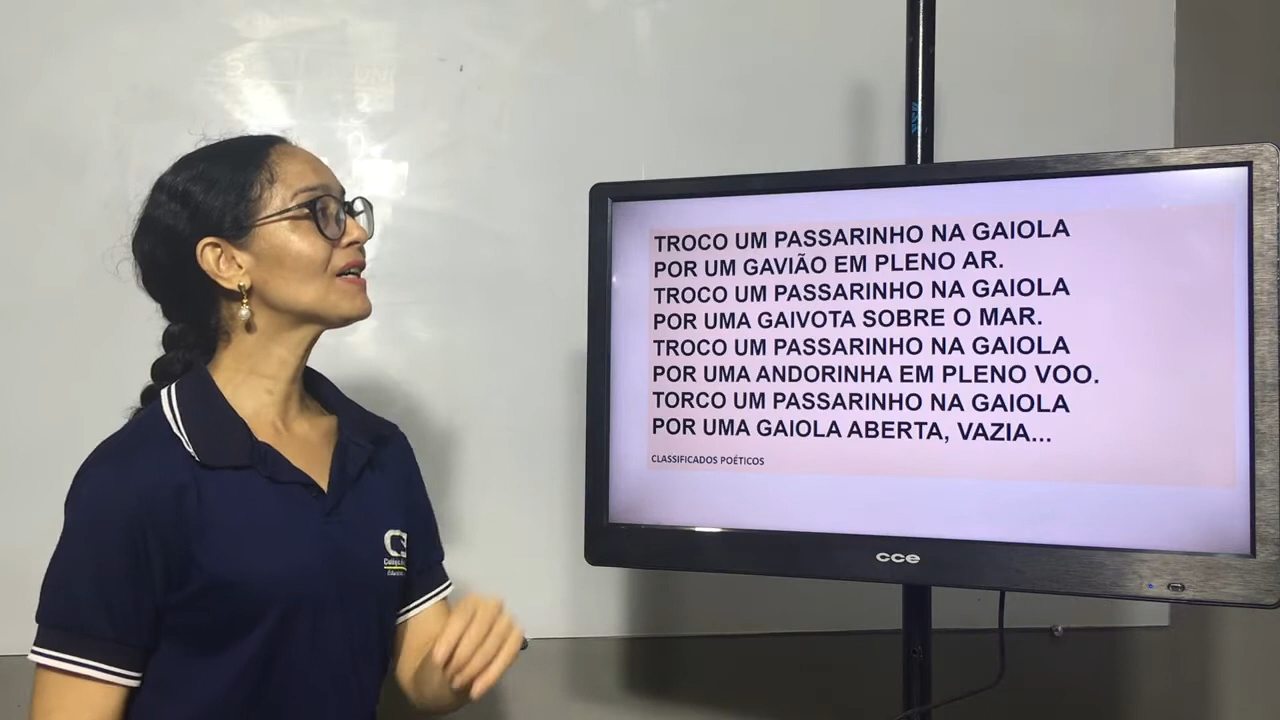 TROCO UM PASSARINHO NA GAIOLA
POR UM GAVIÃO EM PLENO AR.
TROCO UM PASSARINHO NA GAIOLA
POR UMA GAIVOTA SOBRE O MAR.
TROCO UM PASSARINHO NA GAIOLA
POR UMA ANDORINHA EM PLENO VOO.
TORCO UM PASSARINHO NA GAIOLA
POR UMA GAIOLA ABERTA, VAZIA...
CLASSIFICADOS POÉTICOS
cce